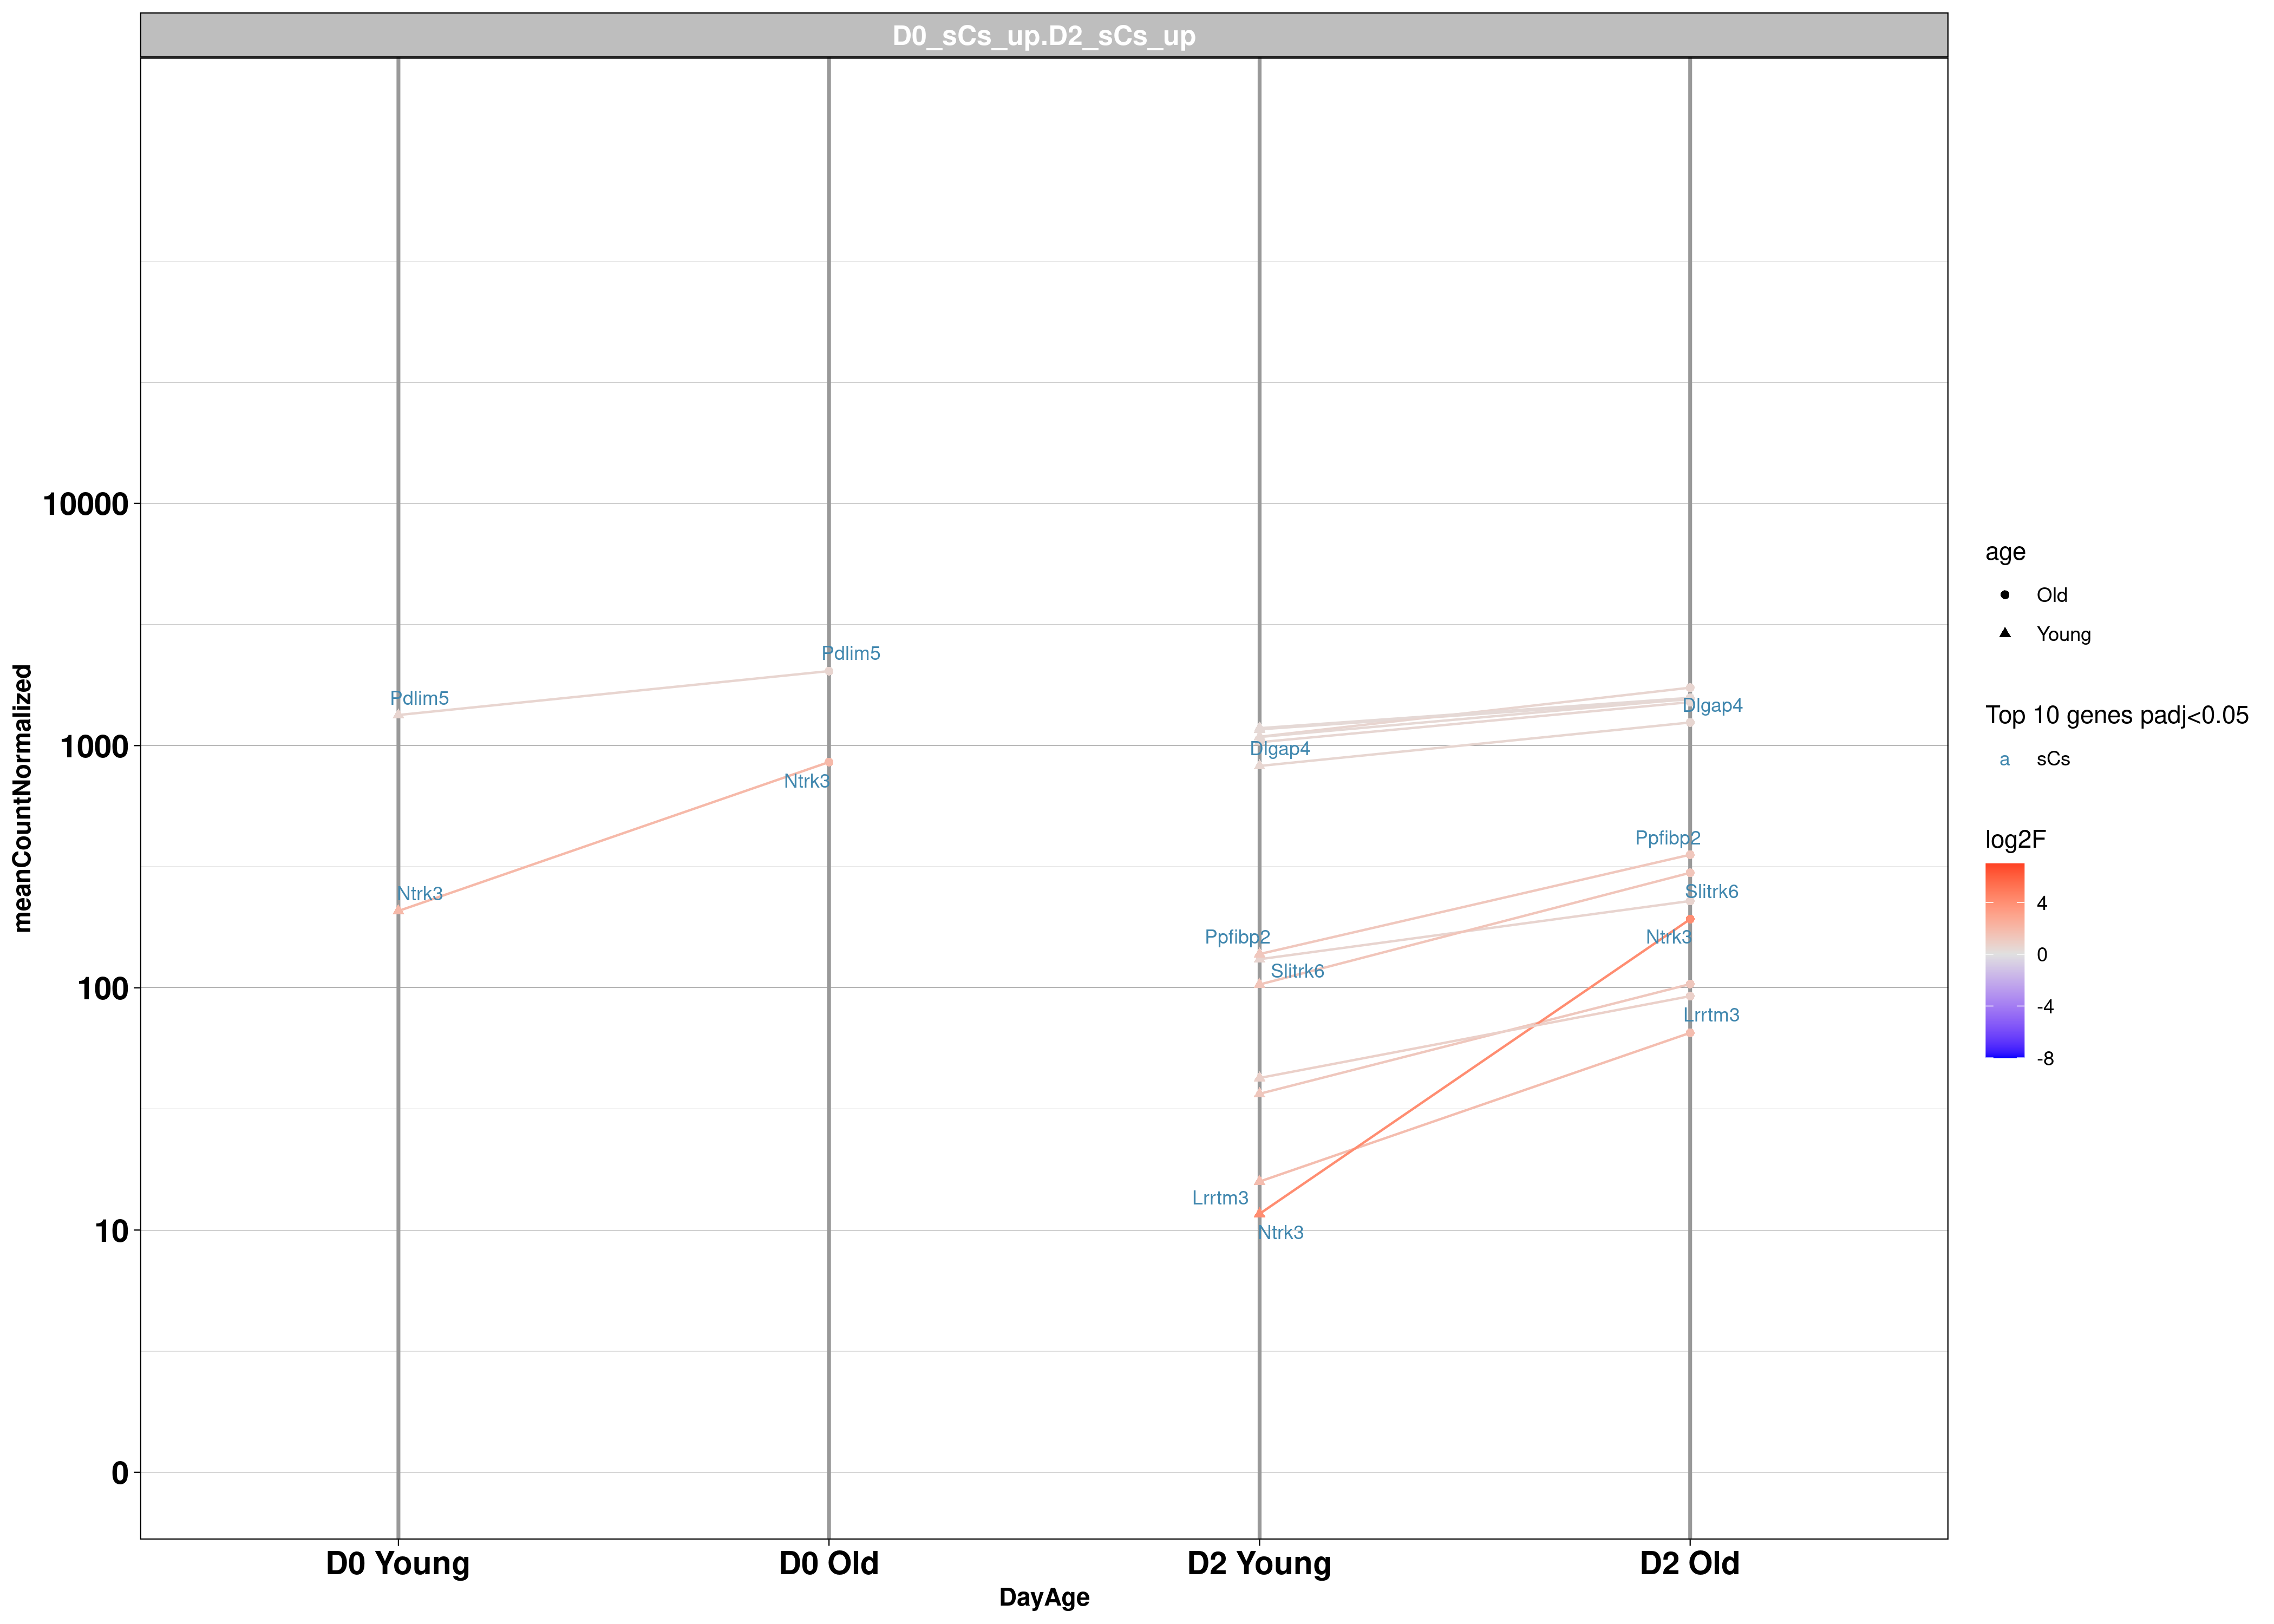 D0_sCs_up.D2_sCs_up
meanCountNormalized
10000
1000
100
10
0
Pdlim5
Pdlim5
Ntrk3
Ntrk3
Dlgap4
Dlgap4
Ppfibp2
Ppfibp2
Slitrk6
Slitrk6
Ntrk3
Lrrtm3
Lrrtm3
Ntrk3
D0 Young
D0 Old
D2 Young
D2 Old
DayAge
age
Old
Young
Top 10 genes padj<0.05
a sCs
log2F
4
0
-4
-8